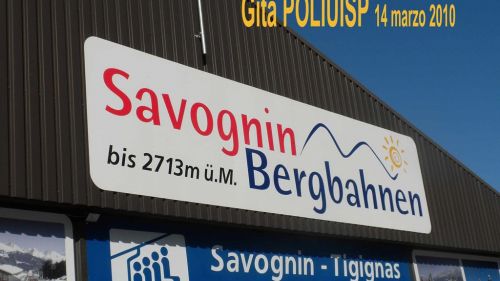 Gita POLIUISP 14 marzo 2010
Savognin
bis 2713m ü.M. Bergbahnen
Savognin - Tigignas